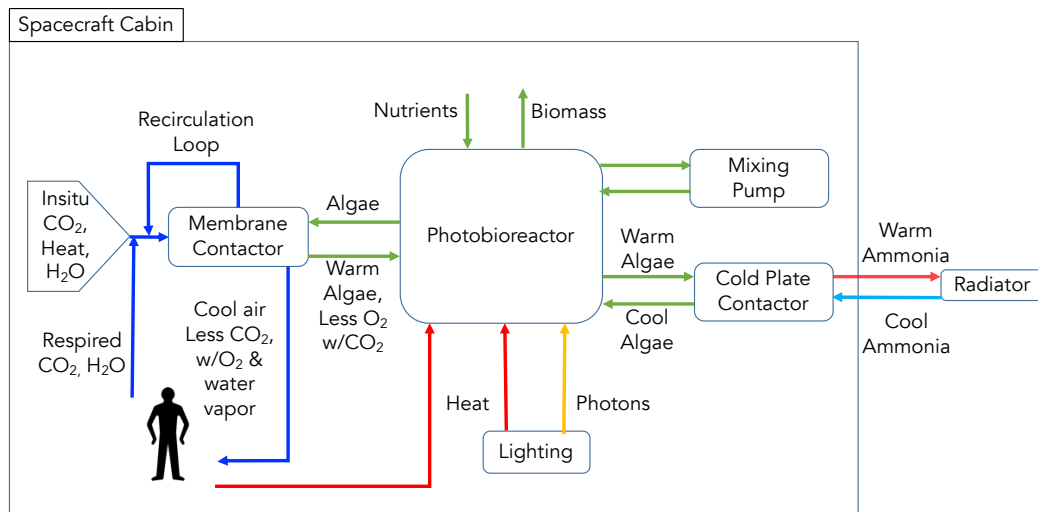 Spacecraft Cabin
Nutrients
Biomass
Recirculation
Loop
Mixing
Pump
Insitu
CO₂,
Heat,
H₂O
Membrane
Contactor
Algae
Photobioreactor
Warm
Algae
Warm
Ammonia
Cold Plate
Contactor
Radiator
Warm
Algae,
Less O₂
w/CO₂
Cool
Algae
Cool
Ammonia
Respired
CO₂, H₂O
Cool air
Less CO₂,
w/O₂ &
water
vapor
Heat
Photons
Lighting